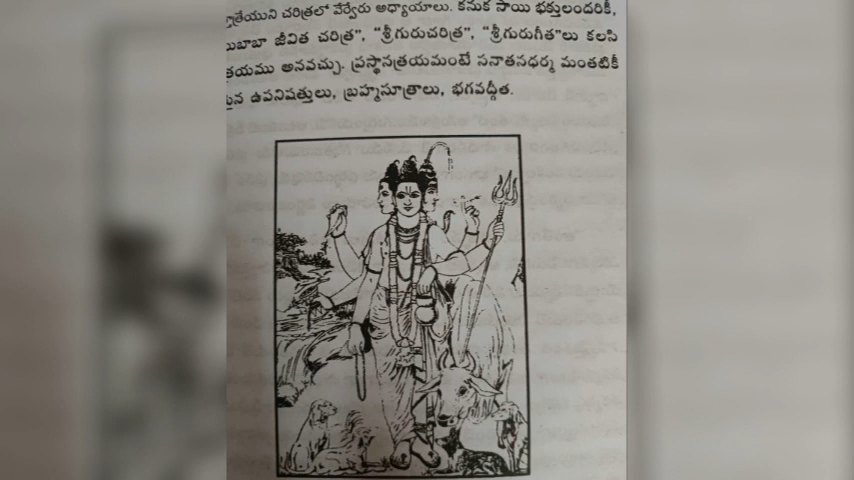 త్రేయుని చరిత్రలో వేర్వేరు అధ్యాయాలు. కనుక సాయి భక్తులందరికీ,
యిబాబా జీవిత చరిత్ర", "శ్రీగురుచరిత్ర", "శ్రీగురుగీత"లు కలసి
త్రయము అనవచ్చు. ప్రస్థానత్రయమంటే సనాతనధర్మ మంతటికీ
మైన ఉపనిషత్తులు, బ్రహ్మసూత్రాలు, భగవద్గీత.